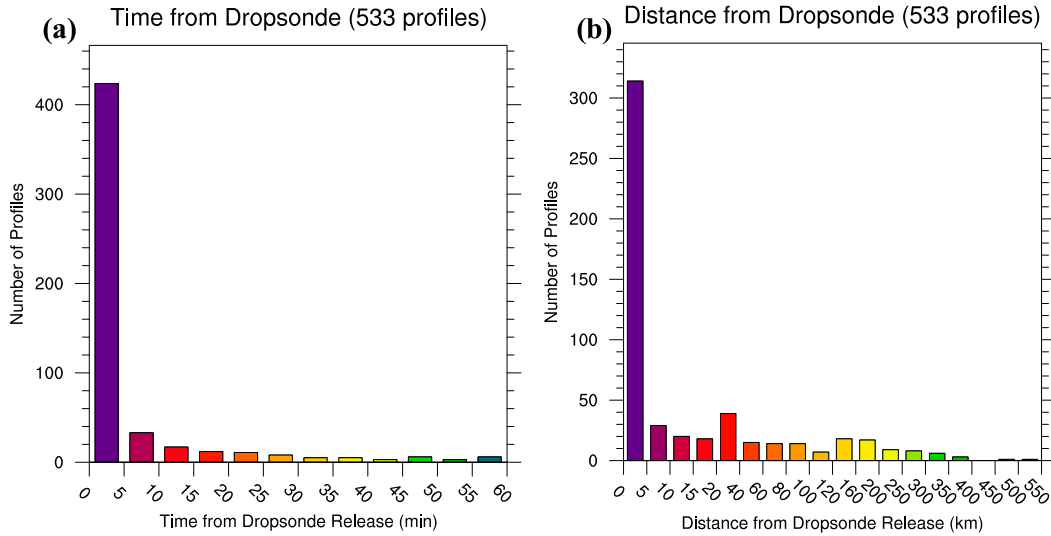 (a)
Time from Dropsonde (533 profiles)
Number of Profiles
400
300
200
100
0
0 5 10 15 20 25 30 35 40 45 50 55 60
Time from Dropsonde Release (min)
(b)
Distance from Dropsonde (533 profiles)
Number of Profiles
300
250
200
150
100
50
0
0 5 10 15 20 40 60 80 100 120 160 200 250 300 350 400 450 500 550
Distance from Dropsonde Release (km)